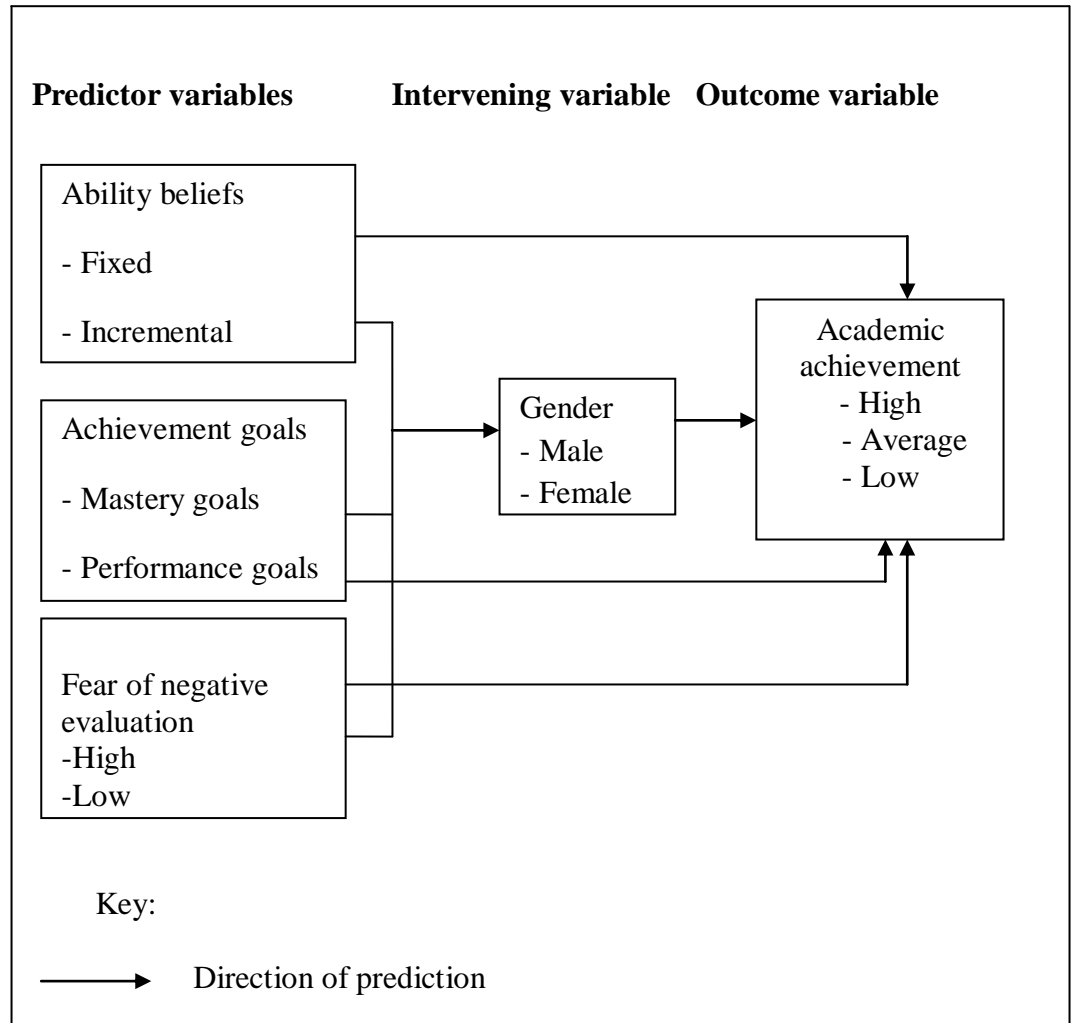 Predictor variables Intervening variable Outcome variable
Ability beliefs
- Fixed
- Incremental
Achievement goals
- Mastery goals
- Performance goals
Fear of negative
evaluation
-High
-Low
Gender
- Male
- Female
Academic
achievement
- High
- Average
- Low
Key:
Direction of prediction